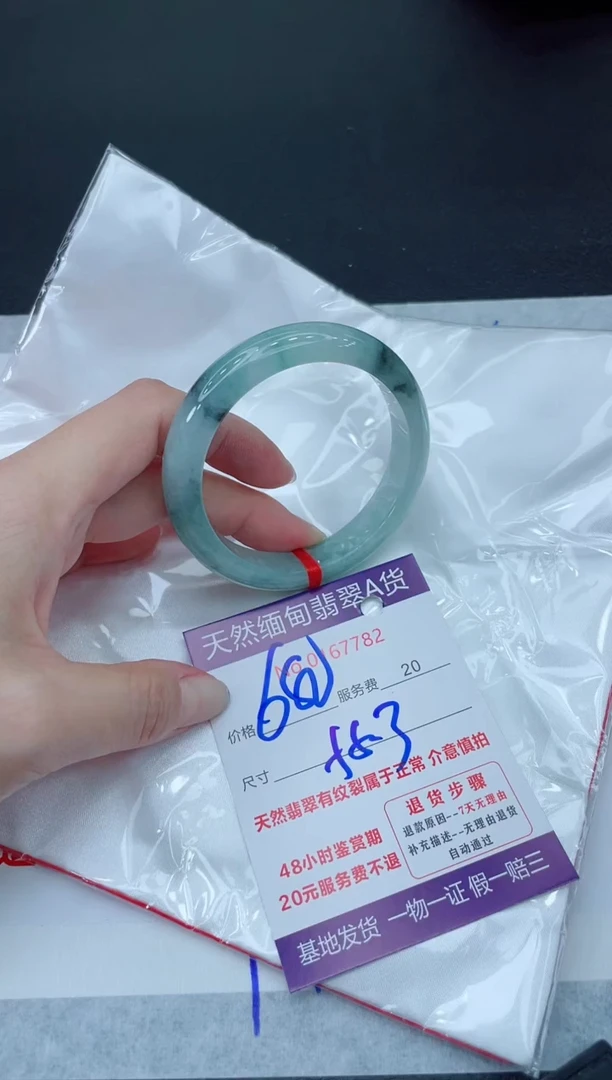 天然缅甸翡翠A货
价格 服务费 20
尺寸
天然翡翠有纹裂属于正常 介意慎拍
48小时鉴赏期
20元服务费不退
退货步骤
退款原因--7天无理由
补充描述--无理由退货
自动通过
基地发货 一物一证 假一赔三